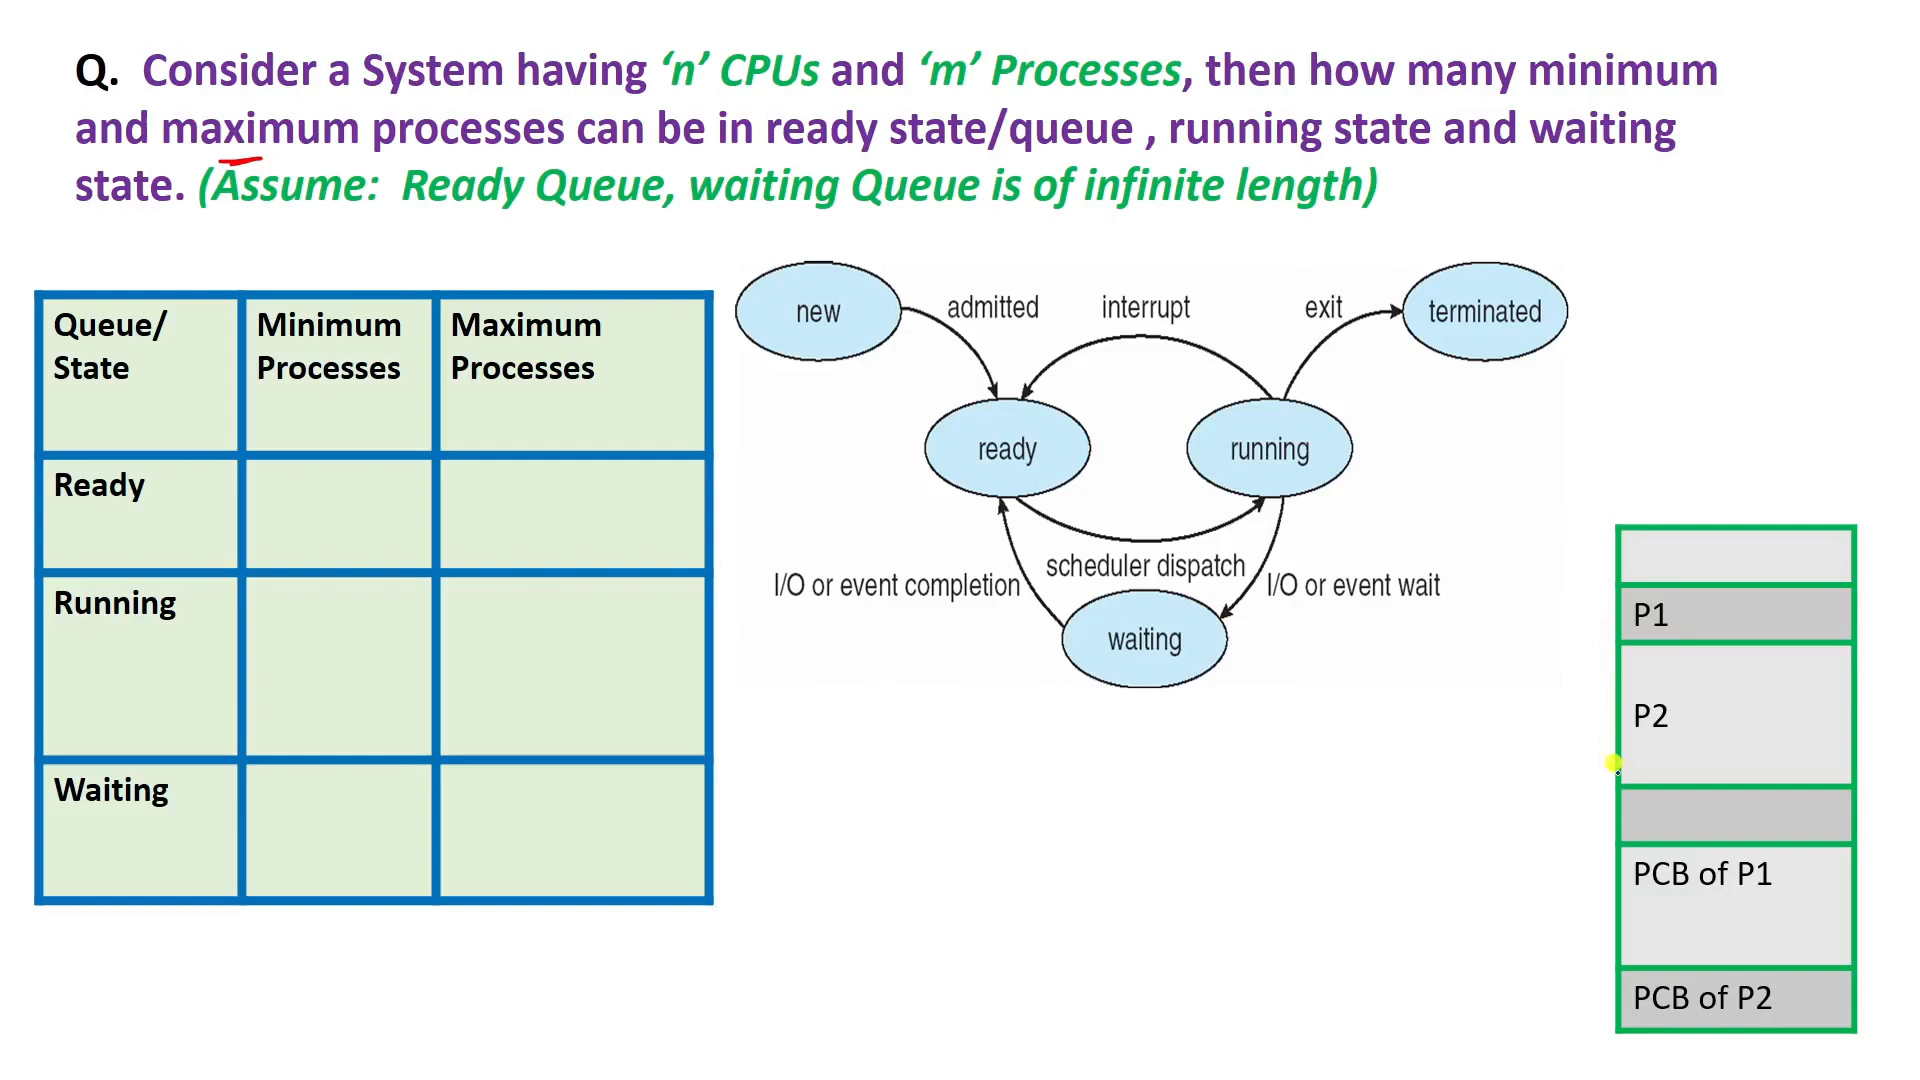 Q. Consider a System having ‘n’ CPUs and ‘m’ Processes, then how many minimum
and maximum processes can be in ready state/queue , running state and waiting
state. (Assume: Ready Queue, waiting Queue is of infinite length)
Queue/
State
Minimum
Processes
Maximum
Processes
Ready
Running
Waiting
new
admitted
interrupt
exit
terminated
ready
running
scheduler dispatch
I/O or event completion
I/O or event wait
waiting
P1
P2
PCB of P1
PCB of P2